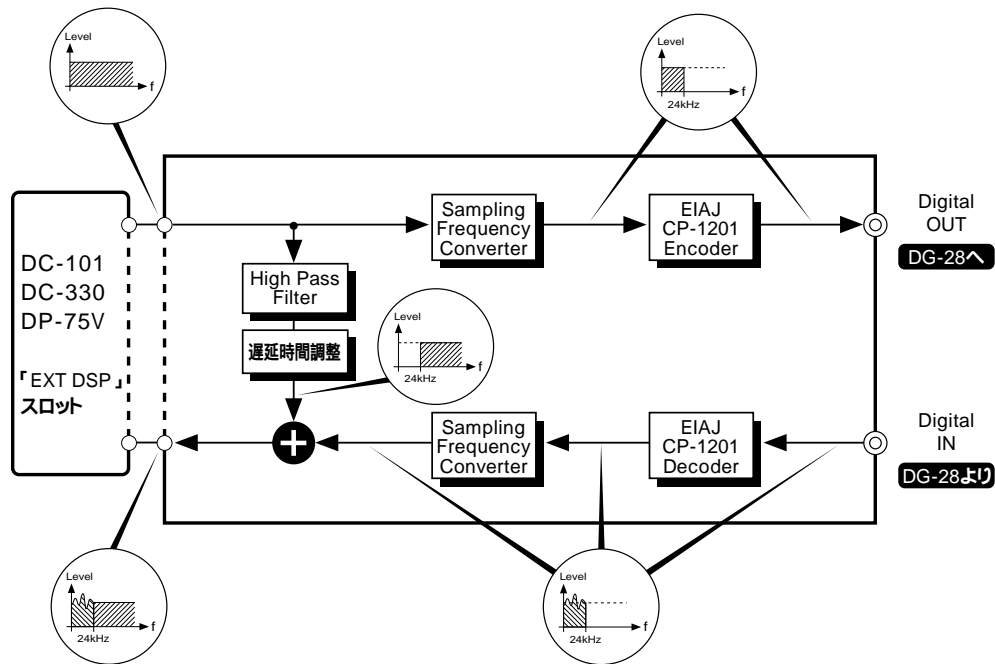 Level
f
Level
24kHz
f
DC-101
DC-330
DP-75V
「EXT DSP」
スロット
Sampling
Frequency
Converter
EIAJ
CP-1201
Encoder
Digital
OUT
DG-28へ
High Pass
Filter
遅延時間調整
Level
24kHz
f
+
Sampling
Frequency
Converter
EIAJ
CP-1201
Decoder
Digital
IN
DG-28より
Level
24kHz
f
Level
24kHz
f